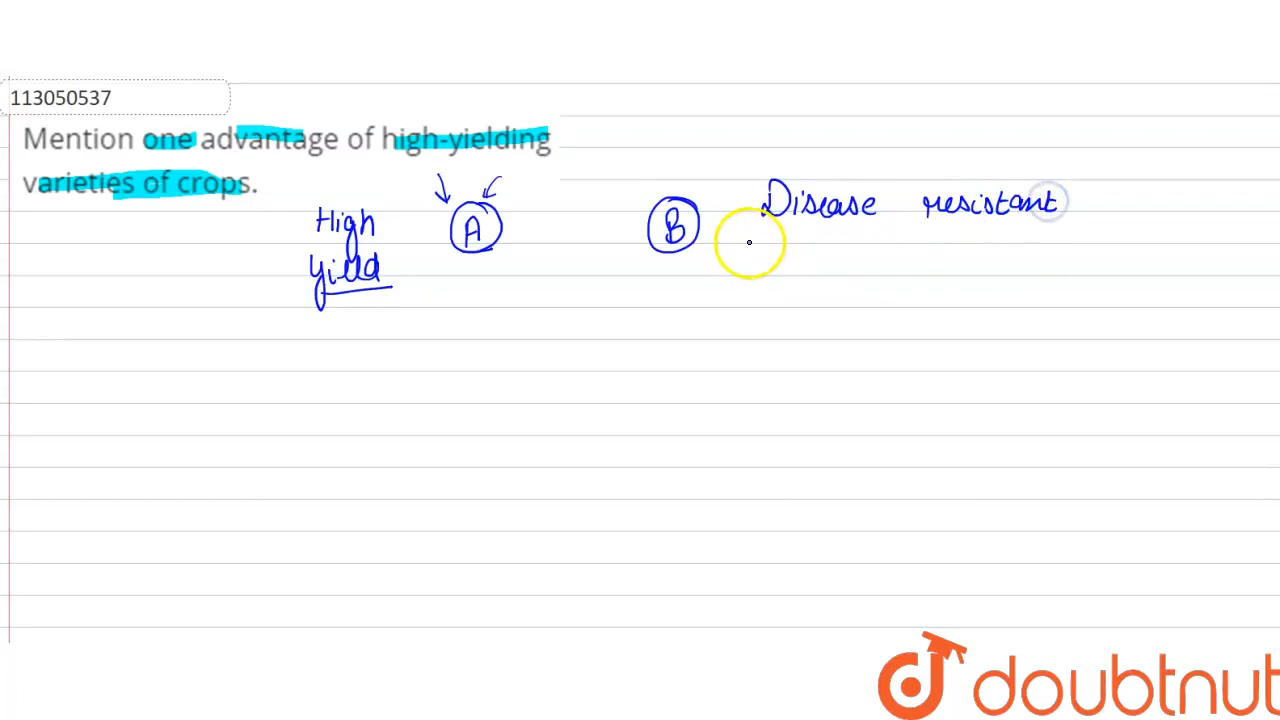 113050537
Mention one advantage of high-yielding
varieties of crops.
High A B Disease resistant
yield
doubtnut